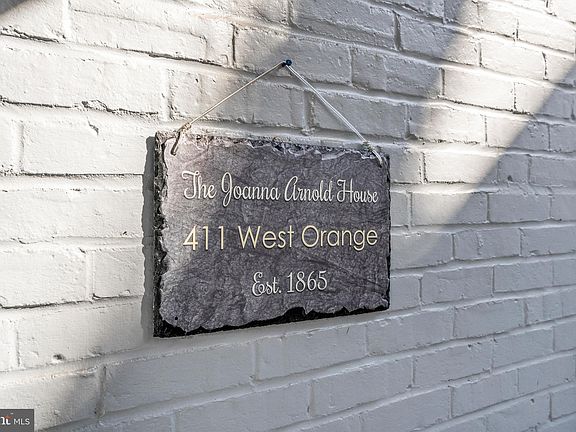 The Joanna Arnold House
411 West Orange
Est. 1865
MLS